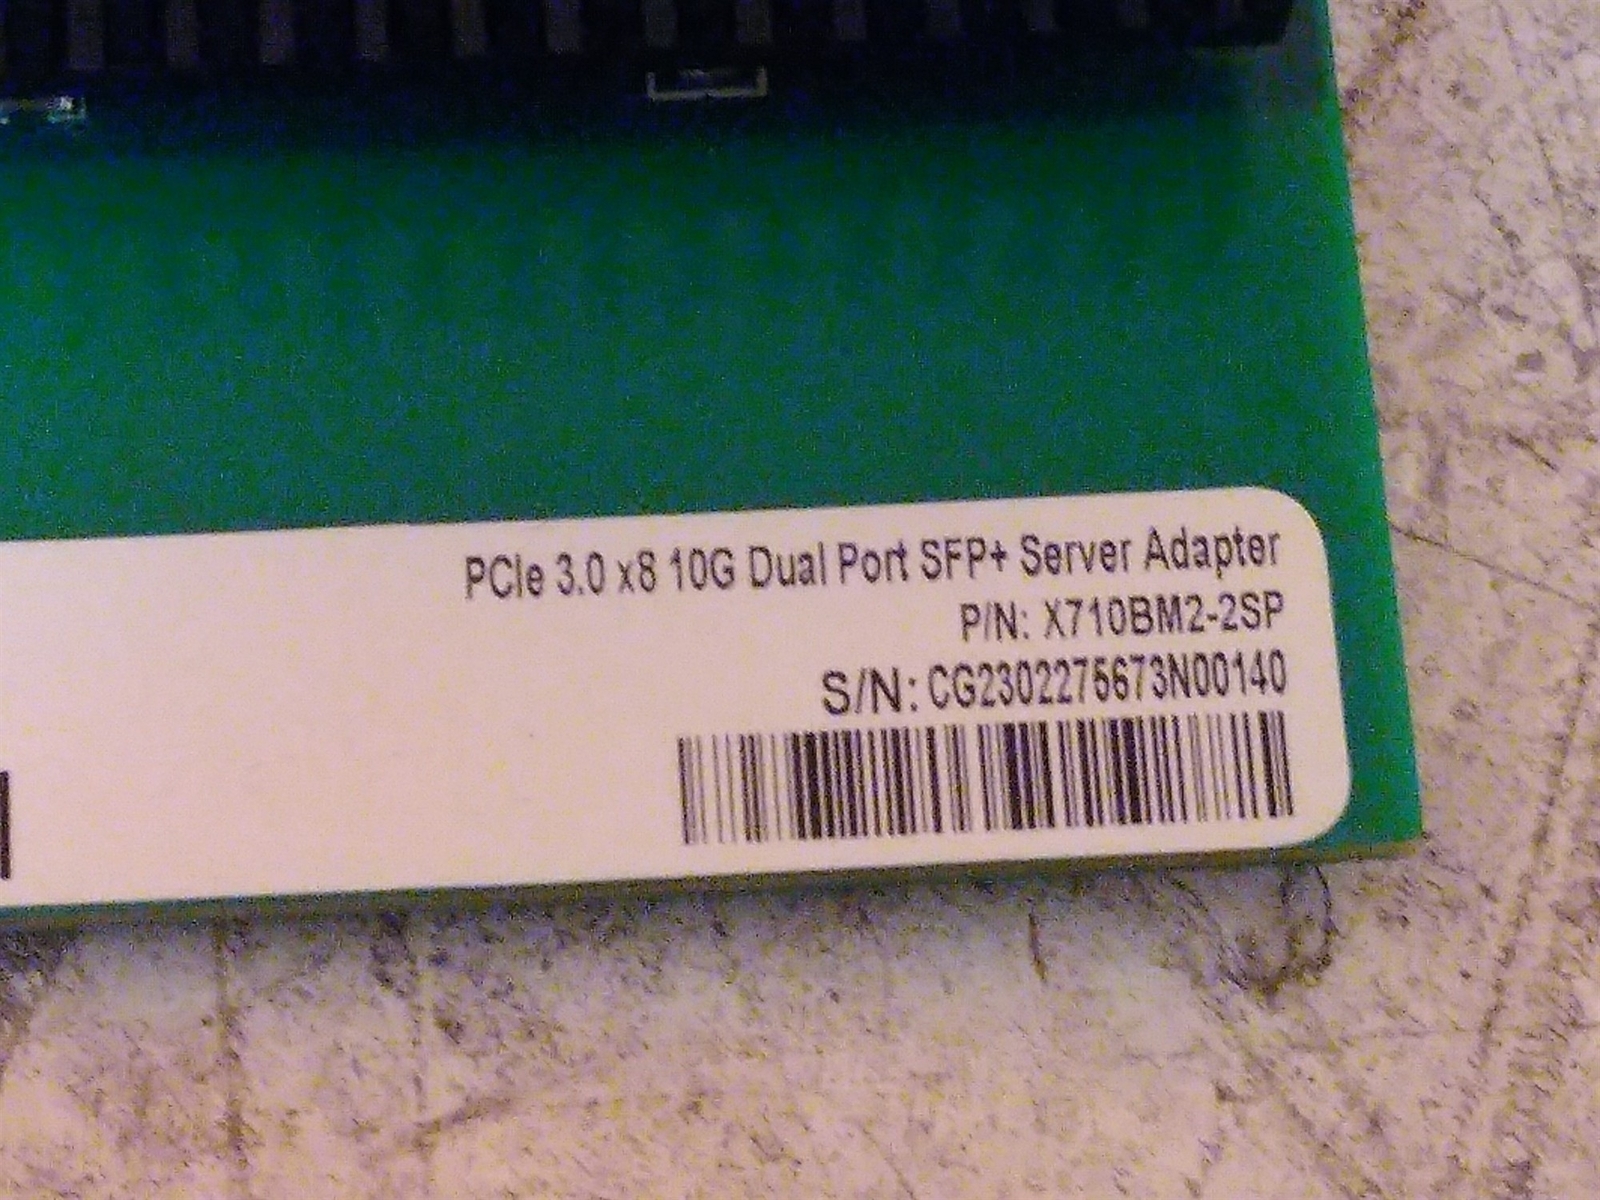 PCIe 3.0 x8 10G Dual Port SFP+ Server Adapter
P/N: X710BM2-2SP
S/N: CG2302275673N00140